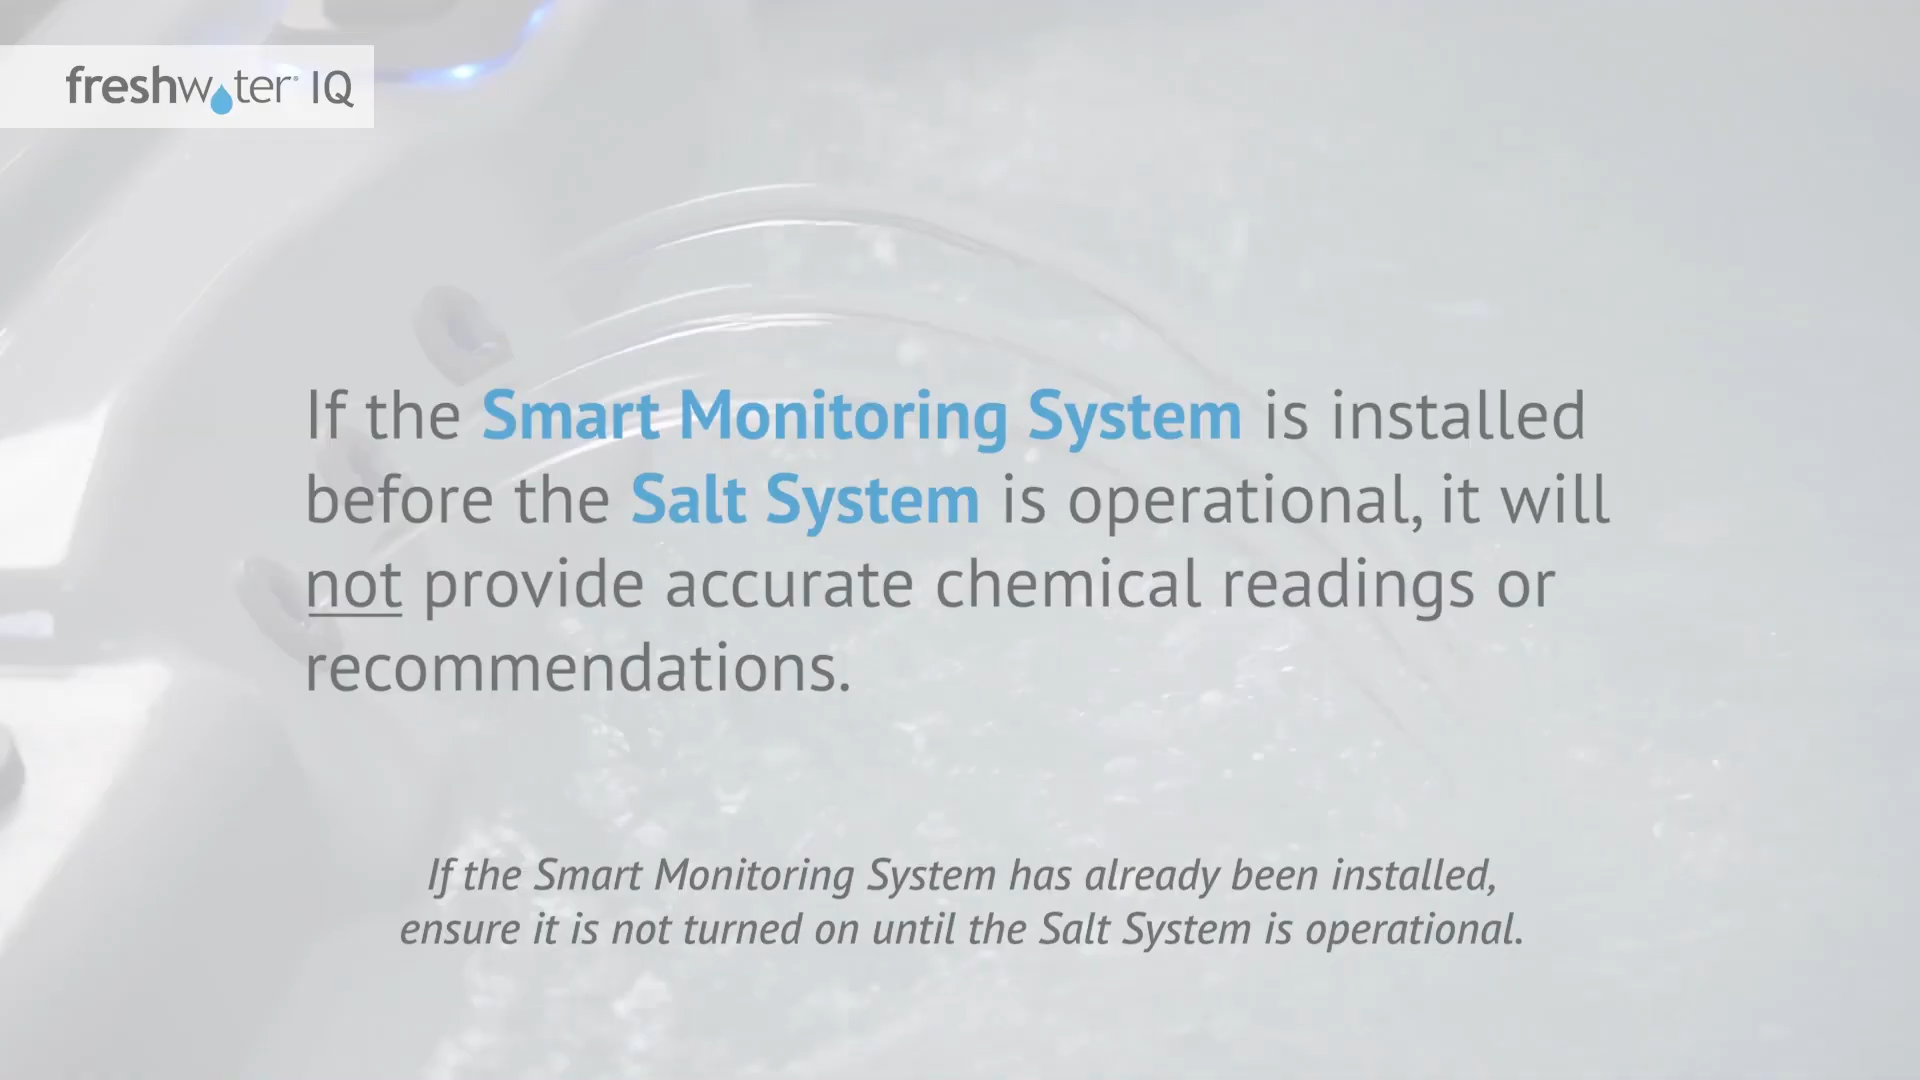 freshwater® IQ
If the Smart Monitoring System is installed
before the Salt System is operational, it will
not provide accurate chemical readings or
recommendations.
If the Smart Monitoring System has already been installed,
ensure it is not turned on until the Salt System is operational.